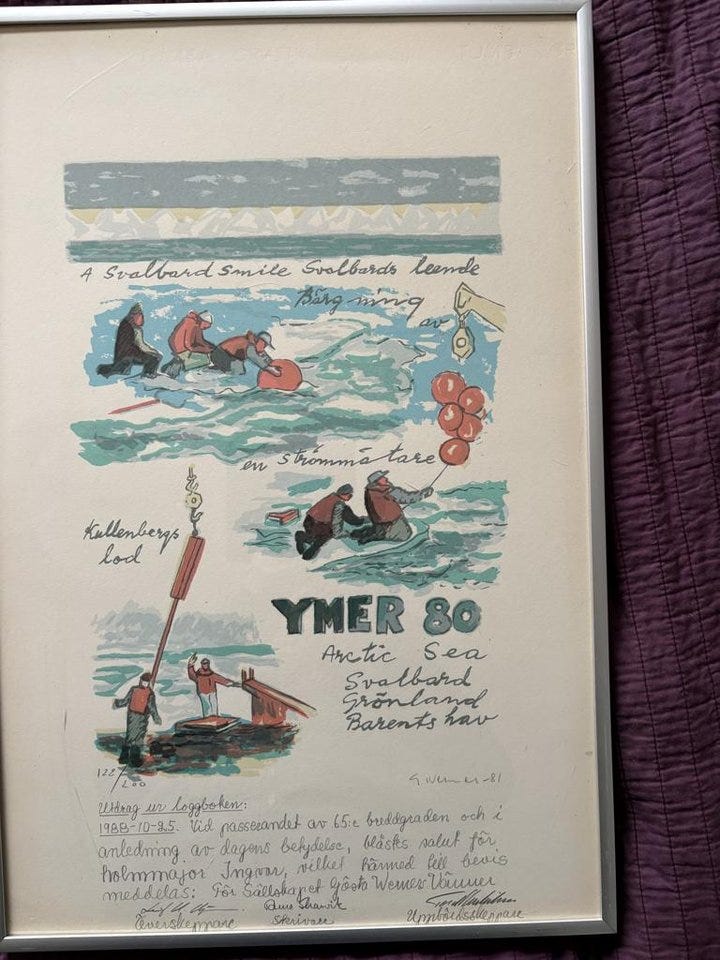 A Svalbard Smile Svalbards leende
Bärgning
av
en strömmätare
Kullenbergs
lod
YMER 80
Arctic Sea
Svalbard
Grönland
Barents hav
122/200
G Werner -81
Utdrag ur loggboken:
1988-10-25. Vid passerandet av 65:e breddgraden och i
anledning av dagens betydelse, blåstes salut för
holmmajor Ingvar, vilket härmed till bevis
meddelas: För Sällskapet Gösta Werners Vänner
Överskeppare Skrivare Uppbördsskeppare